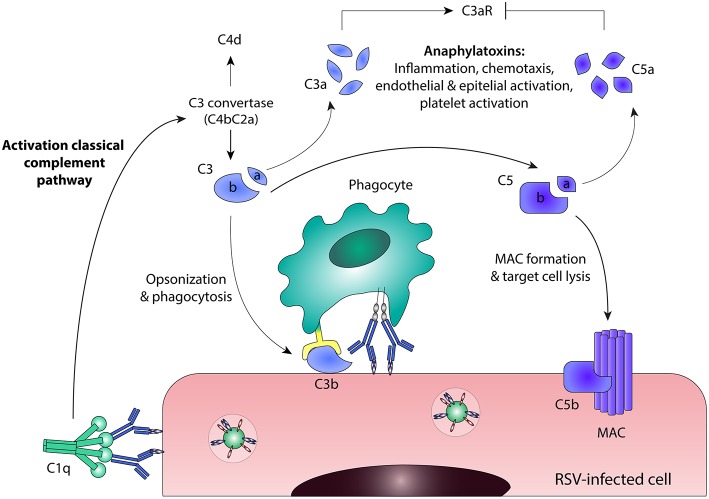 C3aR
C4d
Anaphylatoxins:
Inflammation, chemotaxis,
endothelial & epitelial activation,
platelet activation
C3a
C5a
C3 convertase
(C4bC2a)
Activation classical
complement
pathway
C3
b
a
C5
b
a
Phagocyte
Opsonization
& phagocytosis
MAC formation
& target cell lysis
C3b
C5b
MAC
C1q
RSV-infected cell